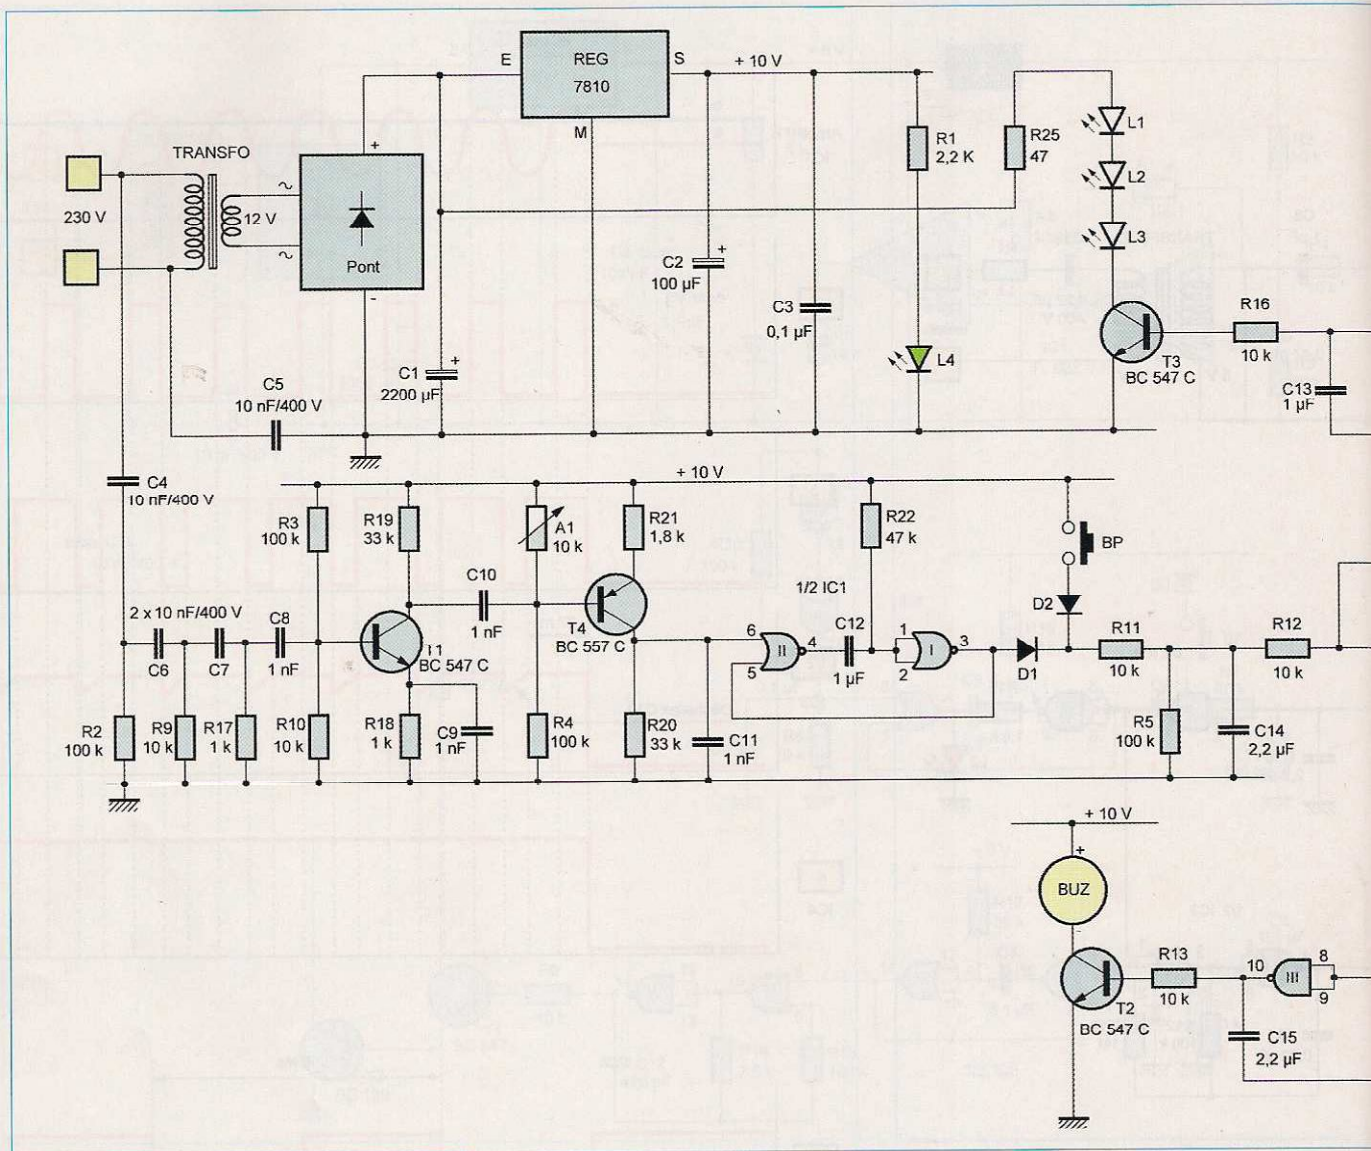 E
REG
7810
S
+ 10 V
M
TRANSFO
230 V
12 V
~
~
+
Pont
-
R1
2,2 K
R25
47
L1
L2
L3
C2
100 µF
+
C3
0,1 µF
L4
R16
10 k
T3
BC 547 C
C13
1 µF
C1
2200 µF
+
C5
10 nF/400 V
C4
10 nF/400 V
+ 10 V
R3
100 k
R19
33 k
A1
10 k
R21
1,8 k
R22
47 k
BP
C10
1 nF
T4
BC 557 C
1/2 IC1
D2
2 x 10 nF/400 V
C6
C7
C8
1 nF
T1
BC 547 C
6
5
II
4
C12
1 µF
1
2
I
3
D1
R11
10 k
R12
10 k
R2
100 k
R9
10 k
R17
1 k
R10
10 k
R18
1 k
C9
1 nF
R4
100 k
R20
33 k
C11
1 nF
R5
100 k
C14
2,2 µF
+ 10 V
+
BUZ
-
T2
BC 547 C
R13
10 k
10
III
8
9
C15
2,2 µF